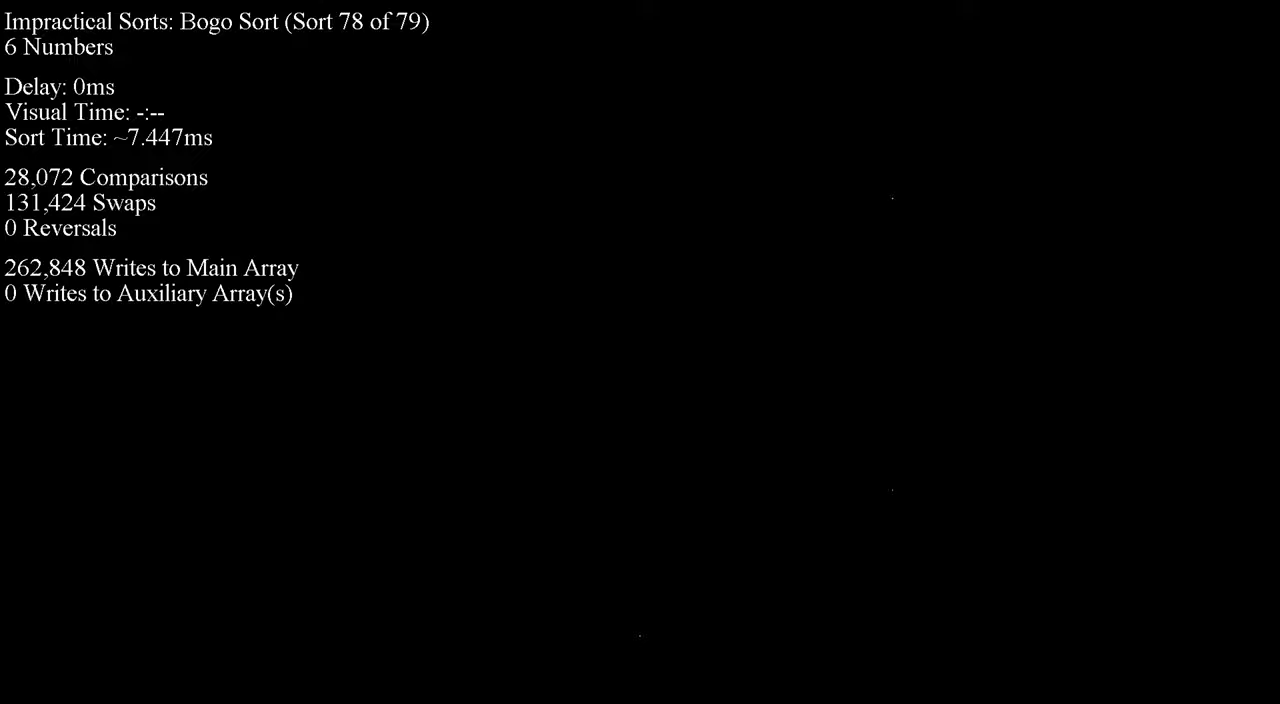 Impractical Sorts: Bogo Sort (Sort 78 of 79)
6 Numbers
Delay: 0ms
Visual Time: -:--
Sort Time: ~7.447ms
28,072 Comparisons
131,424 Swaps
0 Reversals
262,848 Writes to Main Array
0 Writes to Auxiliary Array(s)